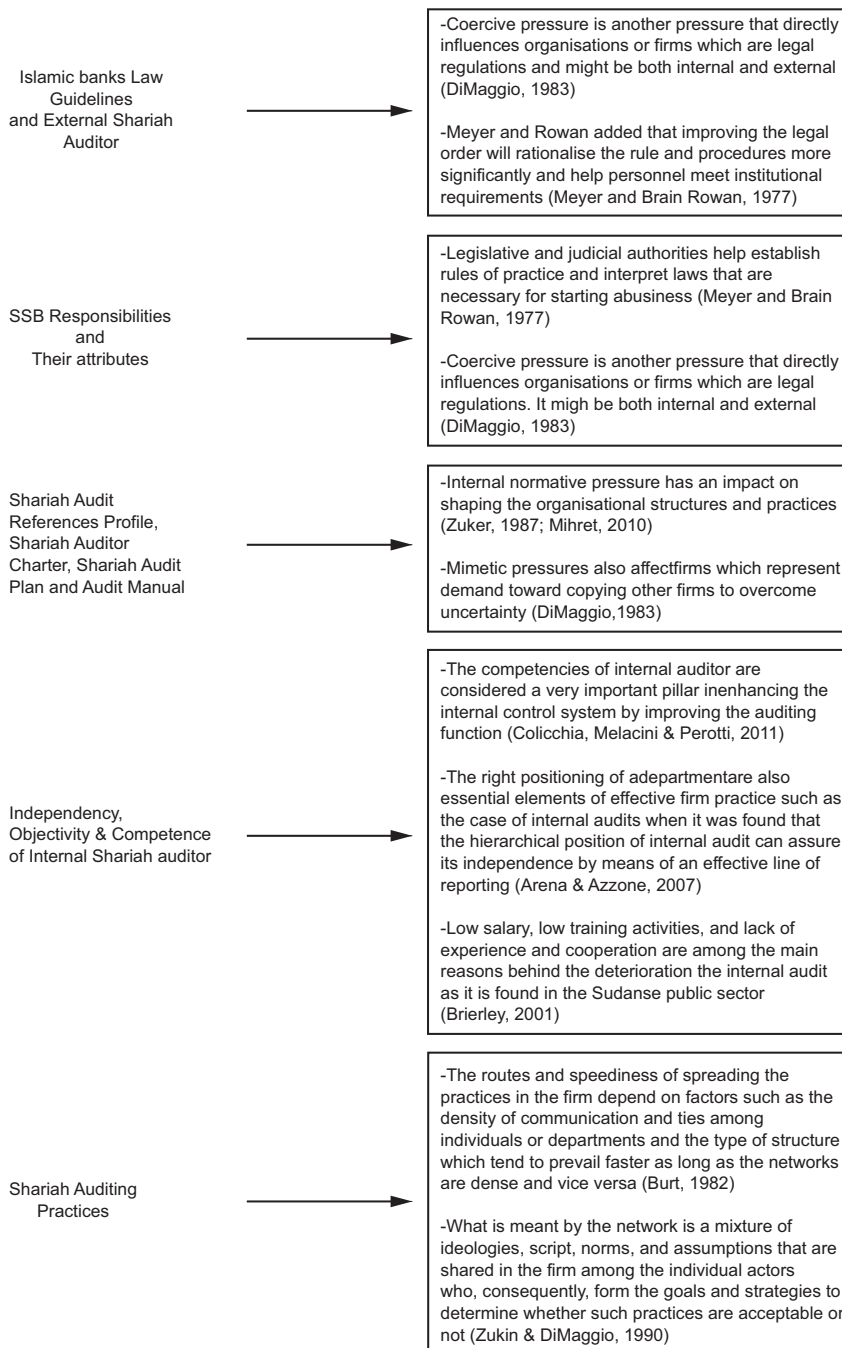 Islamic banks Law
Guidelines
and External Shariah
Auditor
-Coercive pressure is another pressure that directly
influences organisations or firms which are legal
regulations and might be both internal and external
(DiMaggio, 1983)
-Meyer and Rowan added that improving the legal
order will rationalise the rule and procedures more
significantly and help personnel meet institutional
requirements (Meyer and Brain Rowan, 1977)
SSB Responsibilities
and
Their attributes
-Legislative and judicial authorities help establish
rules of practice and interpret laws that are
necessary for starting abusiness (Meyer and Brain
Rowan, 1977)
-Coercive pressure is another pressure that directly
influences organisations or firms which are legal
regulations. It migh be both internal and external
(DiMaggio, 1983)
Shariah Audit
References Profile,
Shariah Auditor
Charter, Shariah Audit
Plan and Audit Manual
-Internal normative pressure has an impact on
shaping the organisational structures and practices
(Zuker, 1987; Mihret, 2010)
-Mimetic pressures also affectfirms which represent
demand toward copying other firms to overcome
uncertainty (DiMaggio,1983)
Independency,
Objectivity & Competence
of Internal Shariah auditor
-The competencies of internal auditor are
considered a very important pillar inenhancing the
internal control system by improving the auditing
function (Colicchia, Melacini & Perotti, 2011)
-The right positioning of adepartmentare also
essential elements of effective firm practice such as
the case of internal audits when it was found that
the hierarchical position of internal audit can assure
its independence by means of an effective line of
reporting (Arena & Azzone, 2007)
-Low salary, low training activities, and lack of
experience and cooperation are among the main
reasons behind the deterioration the internal audit
as it is found in the Sudanse public sector
(Brierley, 2001)
Shariah Auditing
Practices
-The routes and speediness of spreading the
practices in the firm depend on factors such as the
density of communication and ties among
individuals or departments and the type of structure
which tend to prevail faster as long as the networks
are dense and vice versa (Burt, 1982)
-What is meant by the network is a mixture of
ideologies, script, norms, and assumptions that are
shared in the firm among the individual actors
who, consequently, form the goals and strategies to
determine whether such practices are acceptable or
not (Zukin & DiMaggio, 1990)